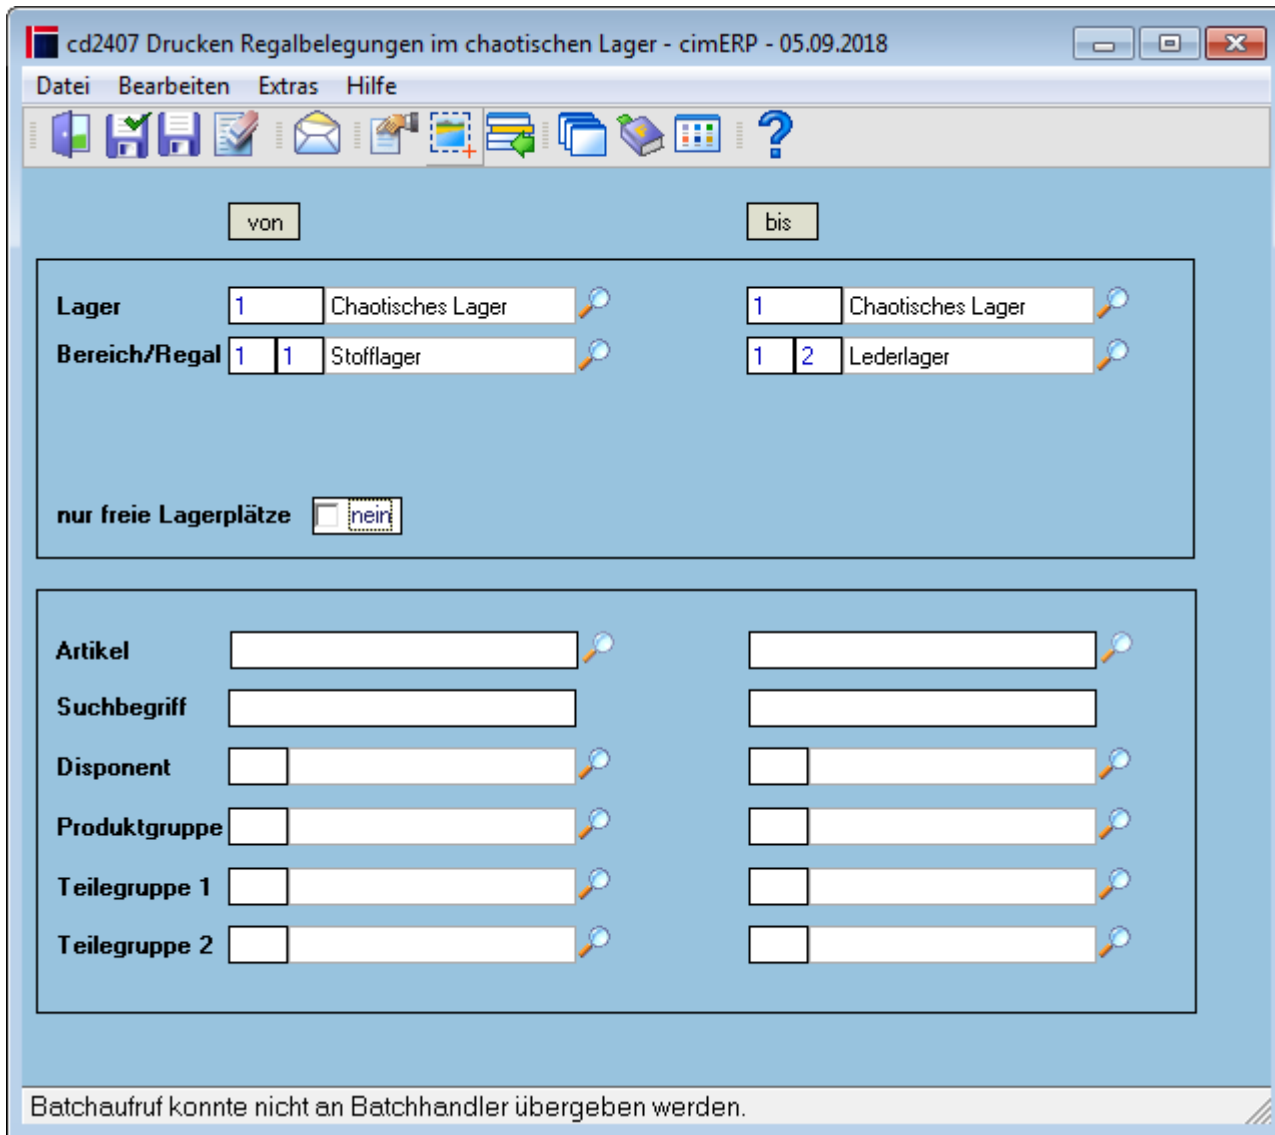 cd2407 Drucken Regalbelegungen im chaotischen Lager - cimERP - 05.09.2018
Datei Bearbeiten Extras Hilfe
von bis
Lager 1 Chaotisches Lager 1 Chaotisches Lager
Bereich/Regal 1 1 Stofflager 1 2 Lederlager
nur freie Lagerplätze nein
Artikel
Suchbegriff
Disponent
Produktgruppe
Teilegruppe 1
Teilegruppe 2
Batchaufruf konnte nicht an Batchhandler übergeben werden.